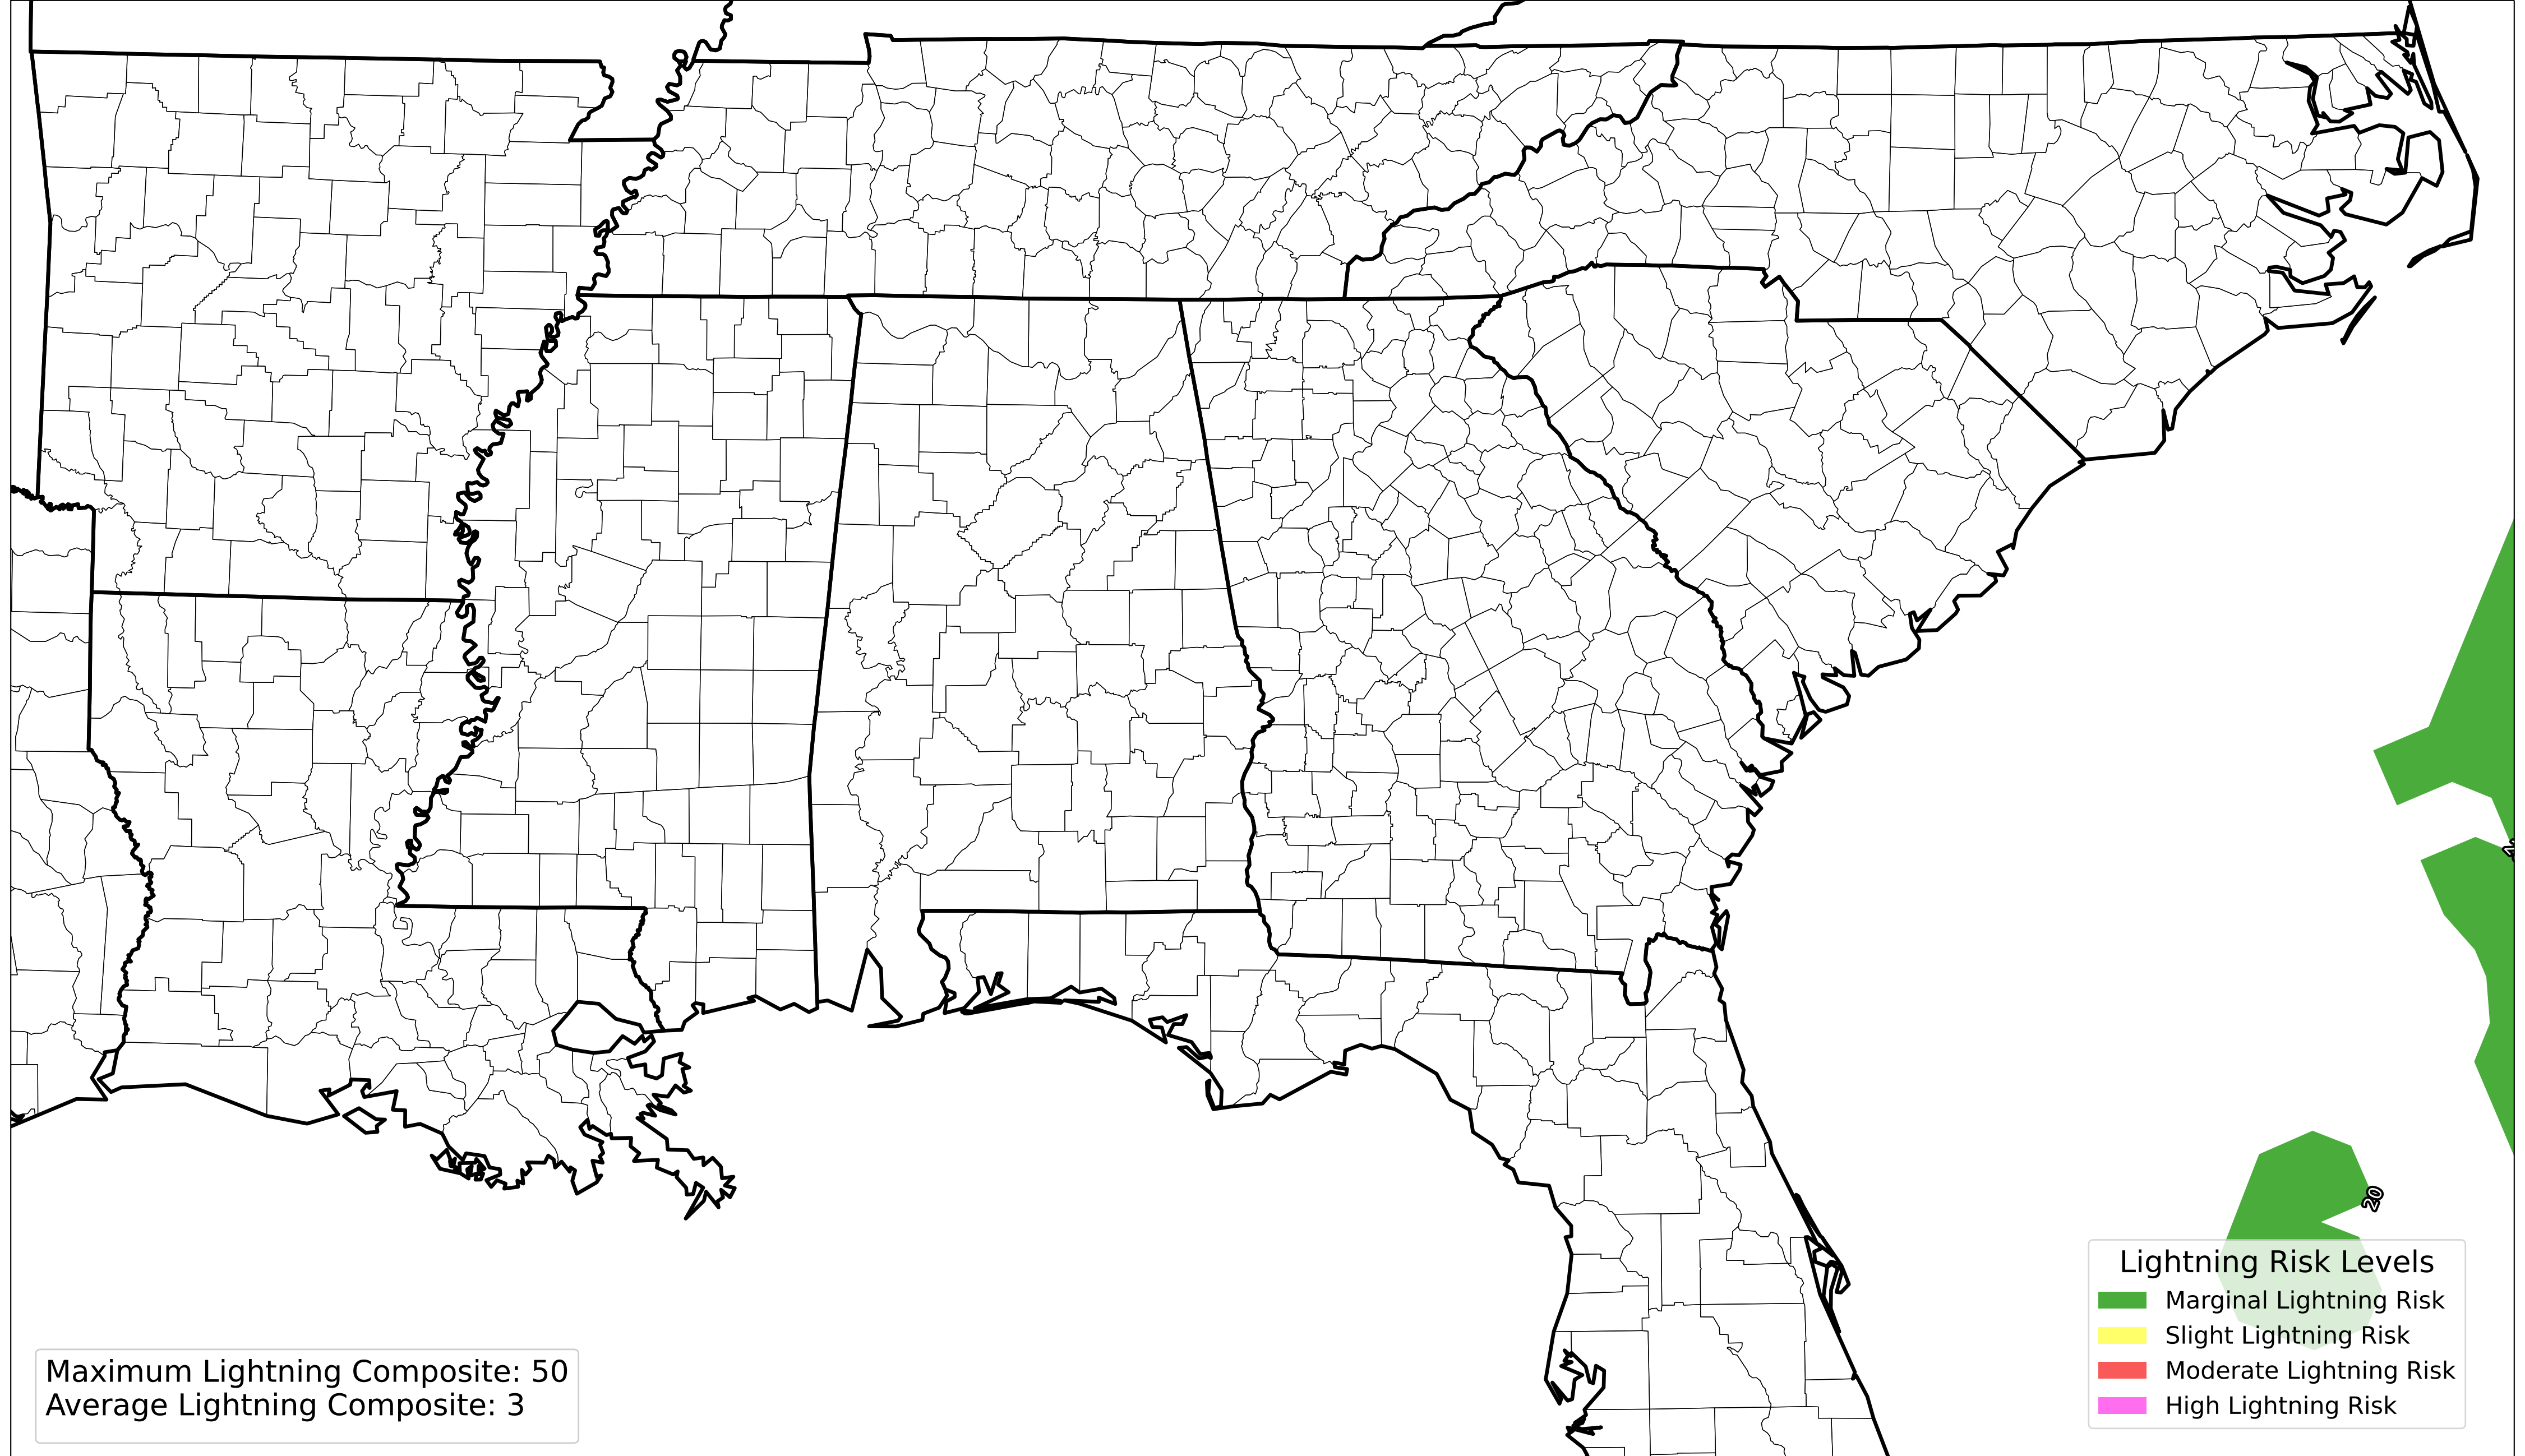 20
Lightning Risk Levels
Marginal Lightning Risk
Slight Lightning Risk
Moderate Lightning Risk
High Lightning Risk
Maximum Lightning Composite: 50
Average Lightning Composite: 3